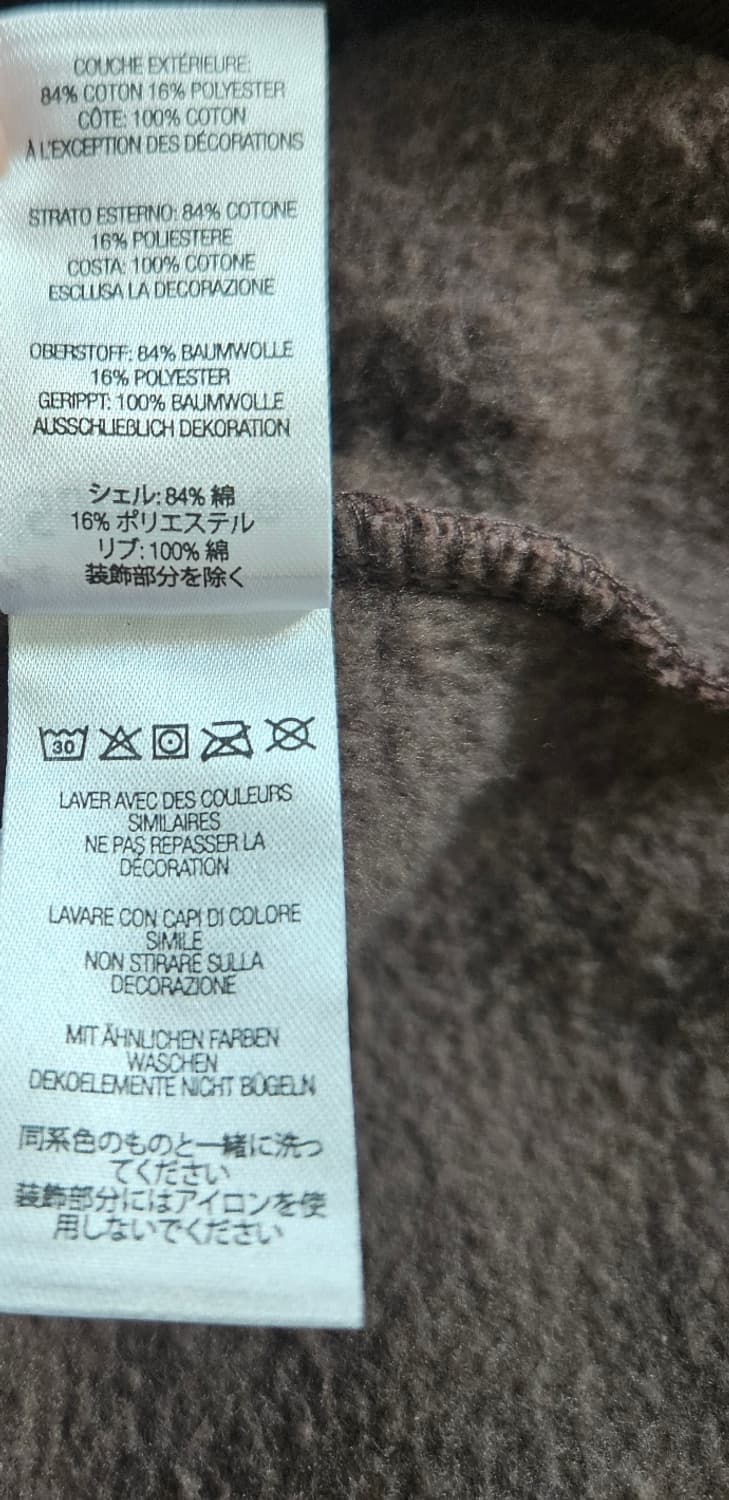 COUCHE EXTÉRIEURE:
84% COTON 16% POLYESTER
CÔTE: 100% COTON
À L'EXCEPTION DES DÉCORATIONS
STRATO ESTERNO: 84% COTONE
16% POLIESTERE
COSTA: 100% COTONE
ESCLUSA LA DECORAZIONE
OBERSTOFF: 84% BAUMWOLLE
16% POLYESTER
GERIPPT: 100% BAUMWOLLE
AUSSCHLIEßLICH DEKORATION
シェル: 84% 綿
16% ポリエステル
リブ: 100% 綿
装飾部分を除く
30
LAVER AVEC DES COULEURS
SIMILAIRES
NE PAS REPASSER LA
DÉCORATION
LAVARE CON CAPI DI COLORE
SIMILE
NON STIRARE SULLA
DECORAZIONE
MIT ÄHNLICHEN FARBEN
WASCHEN
DEKOELEMENTE NICHT BÜGELN
同系色のものと一緒に洗っ
てください
装飾部分にはアイロンを使
用しないでください